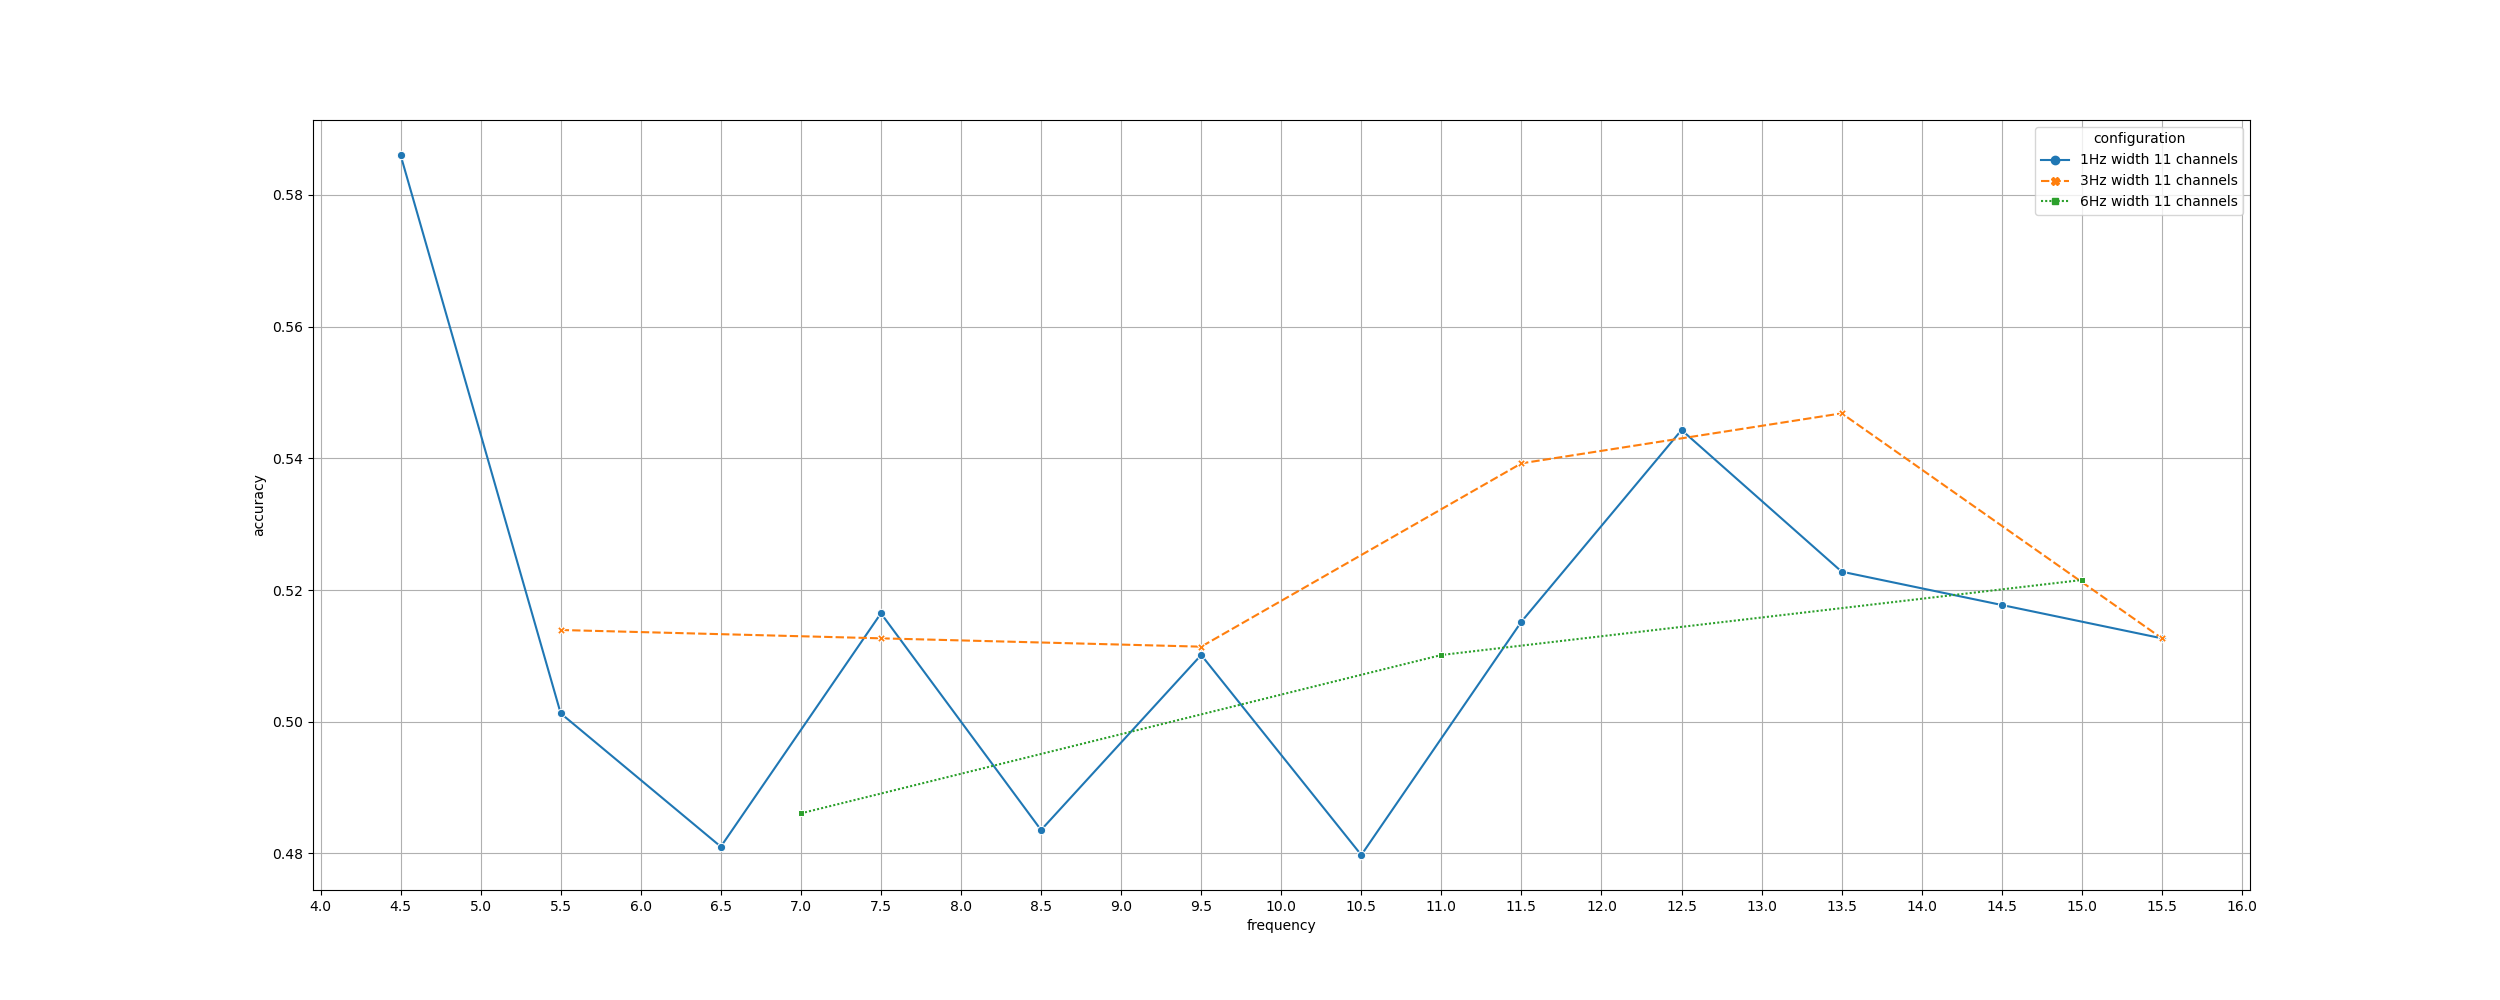 configuration
1Hz width 11 channels
3Hz width 11 channels
6Hz width 11 channels
0.58
0.56
0.54
0.52
0.50
0.48
accuracy
4.0 4.5 5.0 5.5 6.0 6.5 7.0 7.5 8.0 8.5 9.0 9.5 10.0 10.5 11.0 11.5 12.0 12.5 13.0 13.5 14.0 14.5 15.0 15.5 16.0
frequency